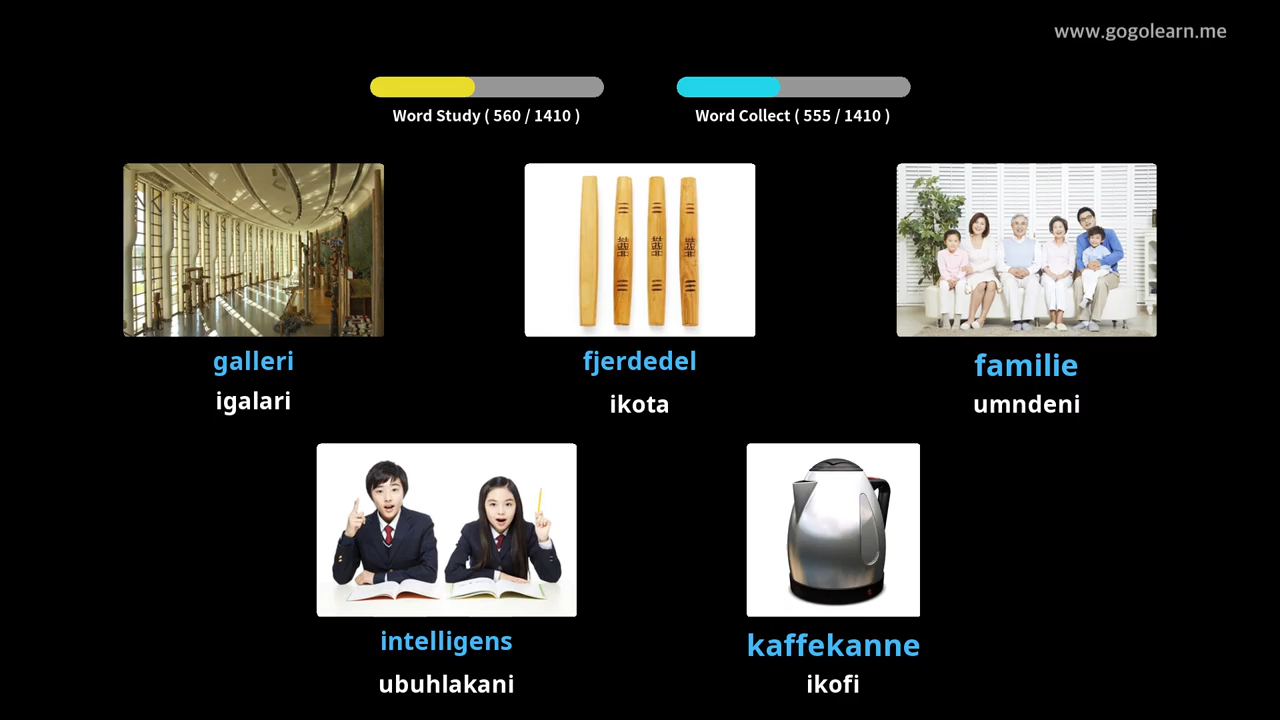 www.gogolearn.me
Word Study ( 560 / 1410 )
Word Collect ( 555 / 1410 )
galleri
igalari
fjerdedel
ikota
familie
umndeni
intelligens
ubuhlakani
kaffekanne
ikofi